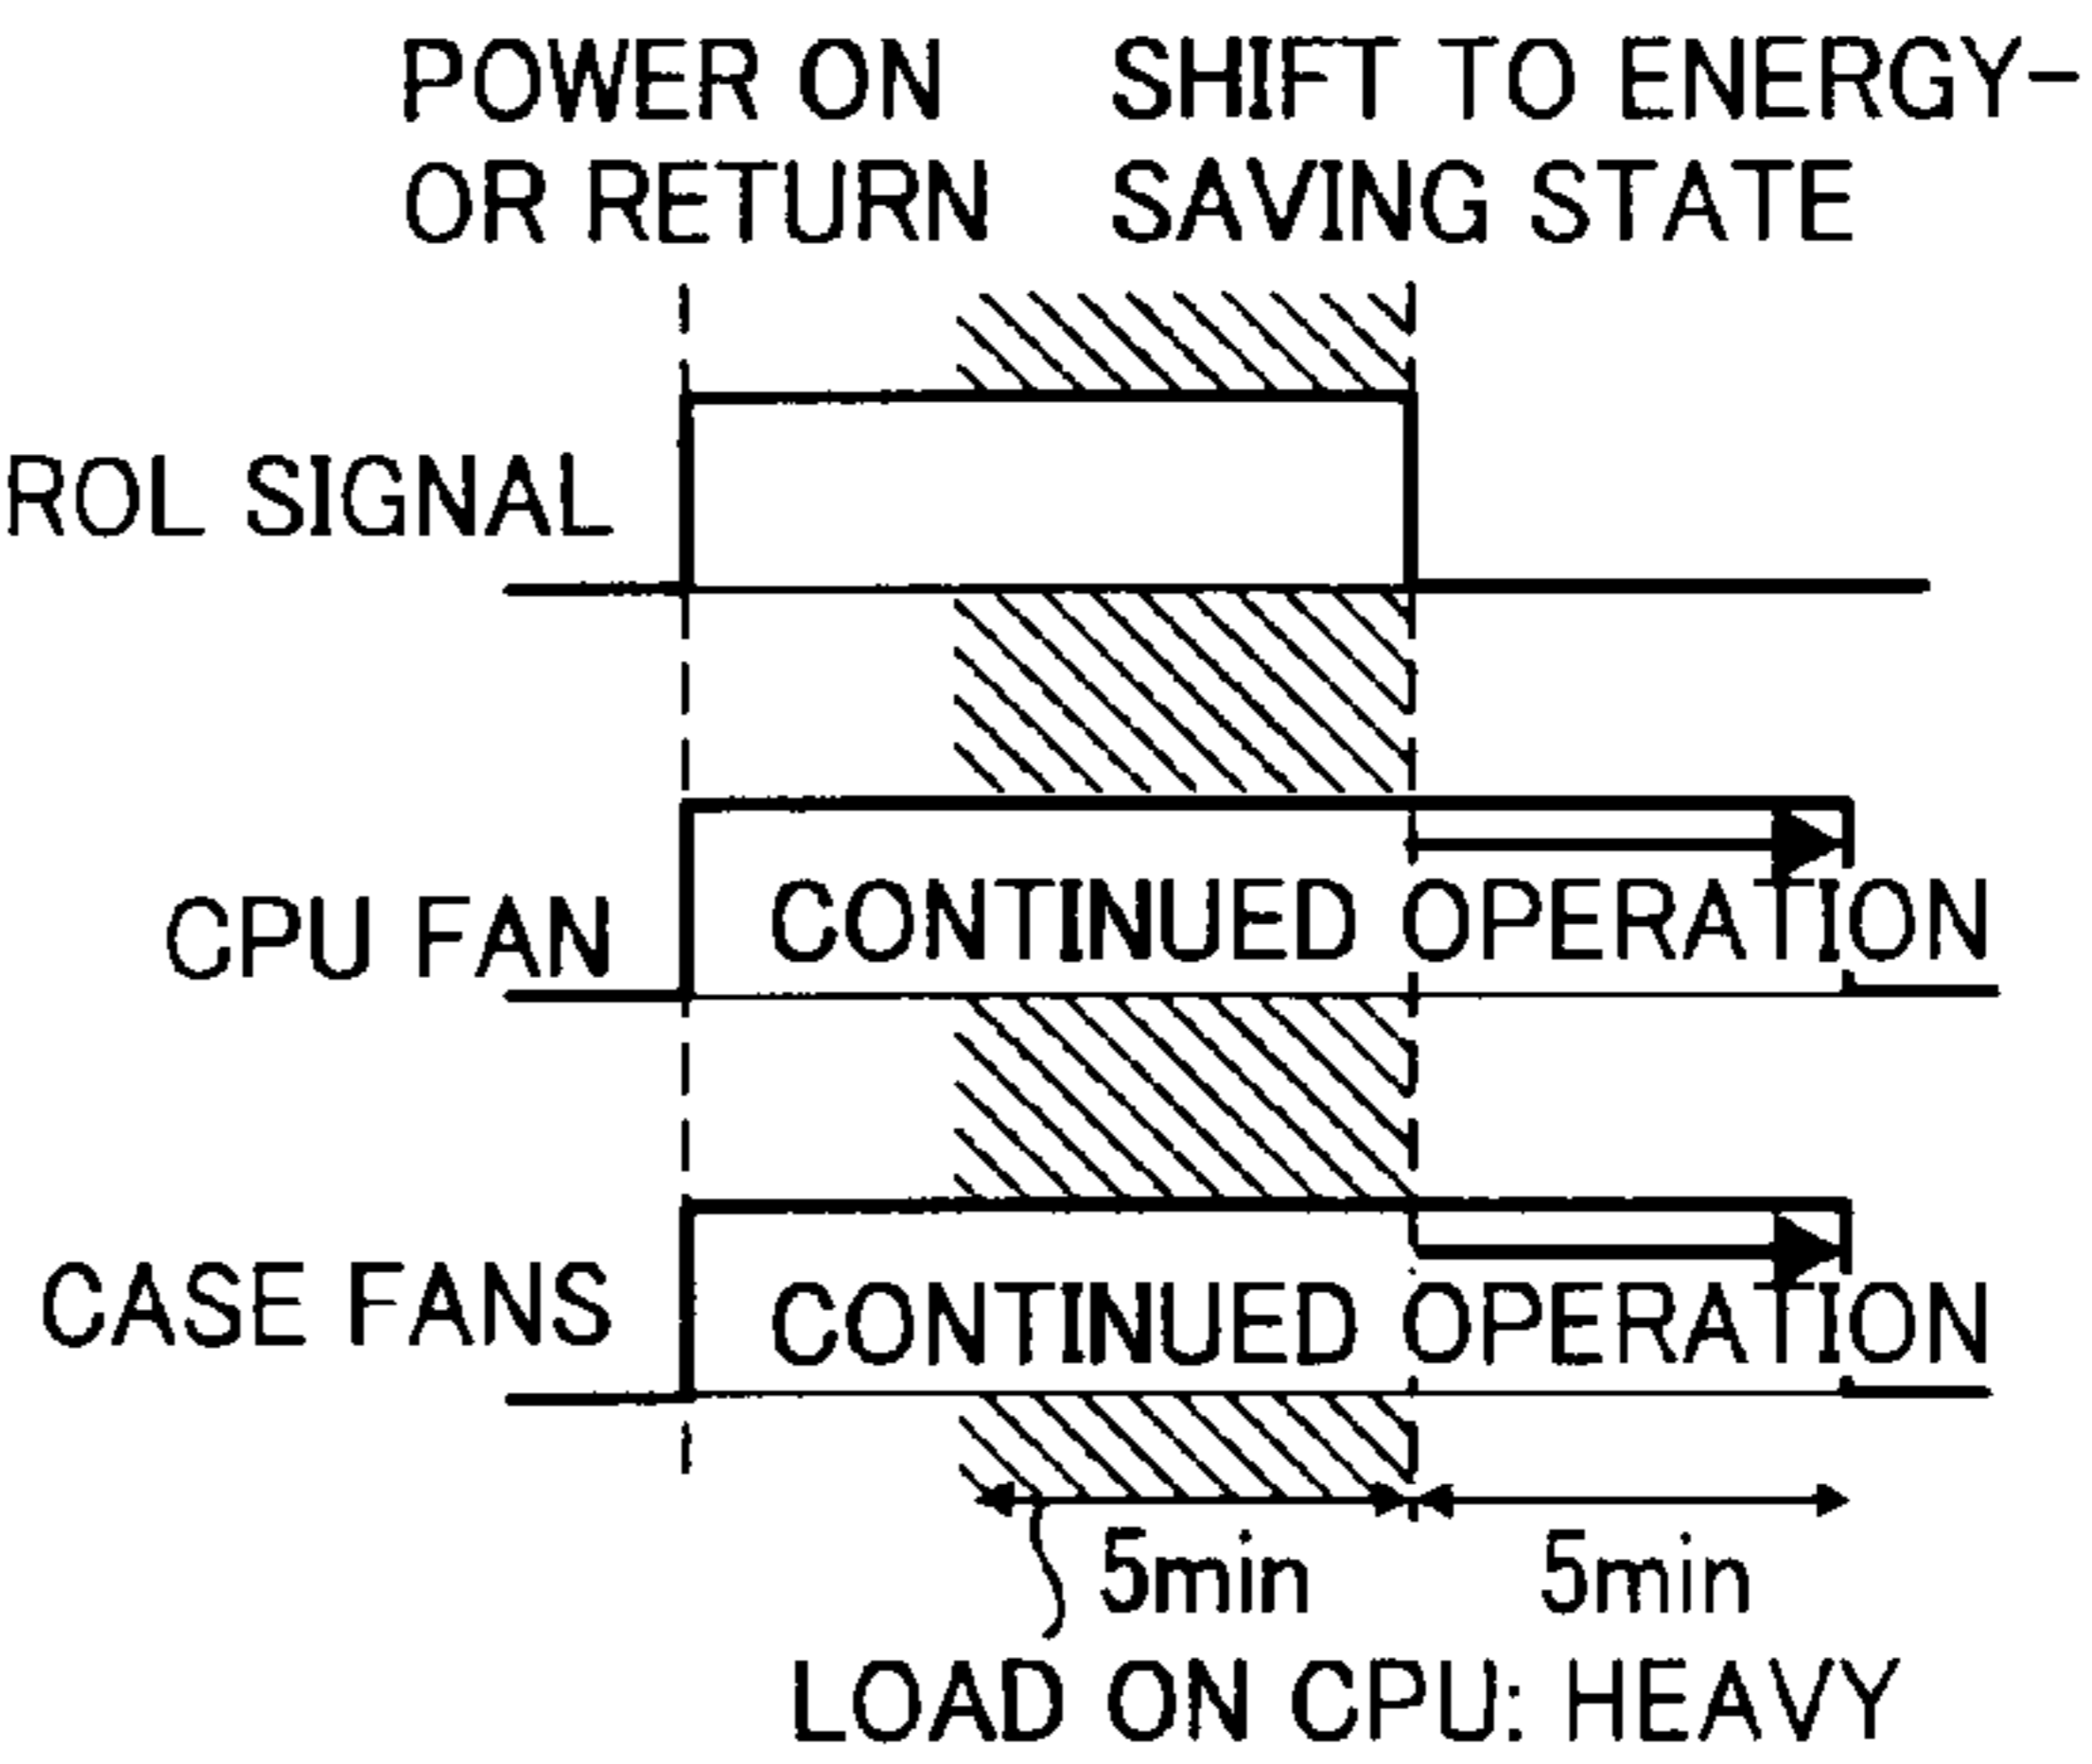 POWER ON
OR RETURN
SHIFT TO ENERGY-
SAVING STATE
ROL SIGNAL
CPU FAN
CONTINUED OPERATION
CASE FANS
CONTINUED OPERATION
5min
5min
LOAD ON CPU: HEAVY